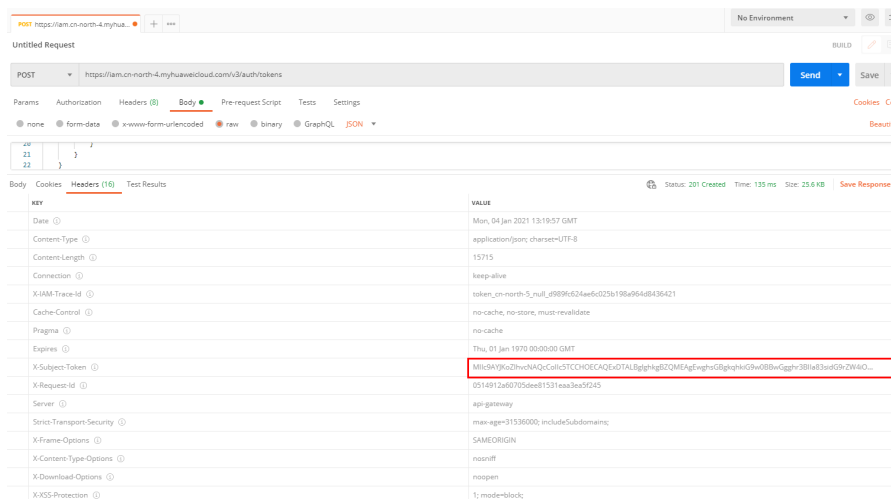 POST https://iam.cn-north-4.myhua...
No Environment
Untitled Request
BUILD
POST https://iam.cn-north-4.myhuaweicloud.com/v3/auth/tokens
Send Save
Params Authorization Headers (8) Body Pre-request Script Tests Settings
Cookies
none form-data x-www-form-urlencoded raw binary GraphQL JSON
20 }
21 }
22 }
Body Cookies Headers (16) Test Results
Status: 201 Created Time: 135 ms Size: 25.6 KB Save Response
KEY VALUE
Date Mon, 04 Jan 2021 13:19:57 GMT
Content-Type application/json; charset=UTF-8
Content-Length 15715
Connection keep-alive
X-IAM-Trace-Id token_cn-north-5_null_d989fc624ae6c025b198a964d8436421
Cache-Control no-cache, no-store, must-revalidate
Pragma no-cache
Expires Thu, 01 Jan 1970 00:00:00 GMT
X-Subject-Token
X-Request-Id 0514912a60705dee81531eaa3ea5f245
Server api-gateway
Strict-Transport-Security max-age=31536000; includeSubdomains;
X-Frame-Options SAMEORIGIN
X-Content-Type-Options nosniff
X-Download-Options noopen
X-XSS-Protection 1; mode=block;